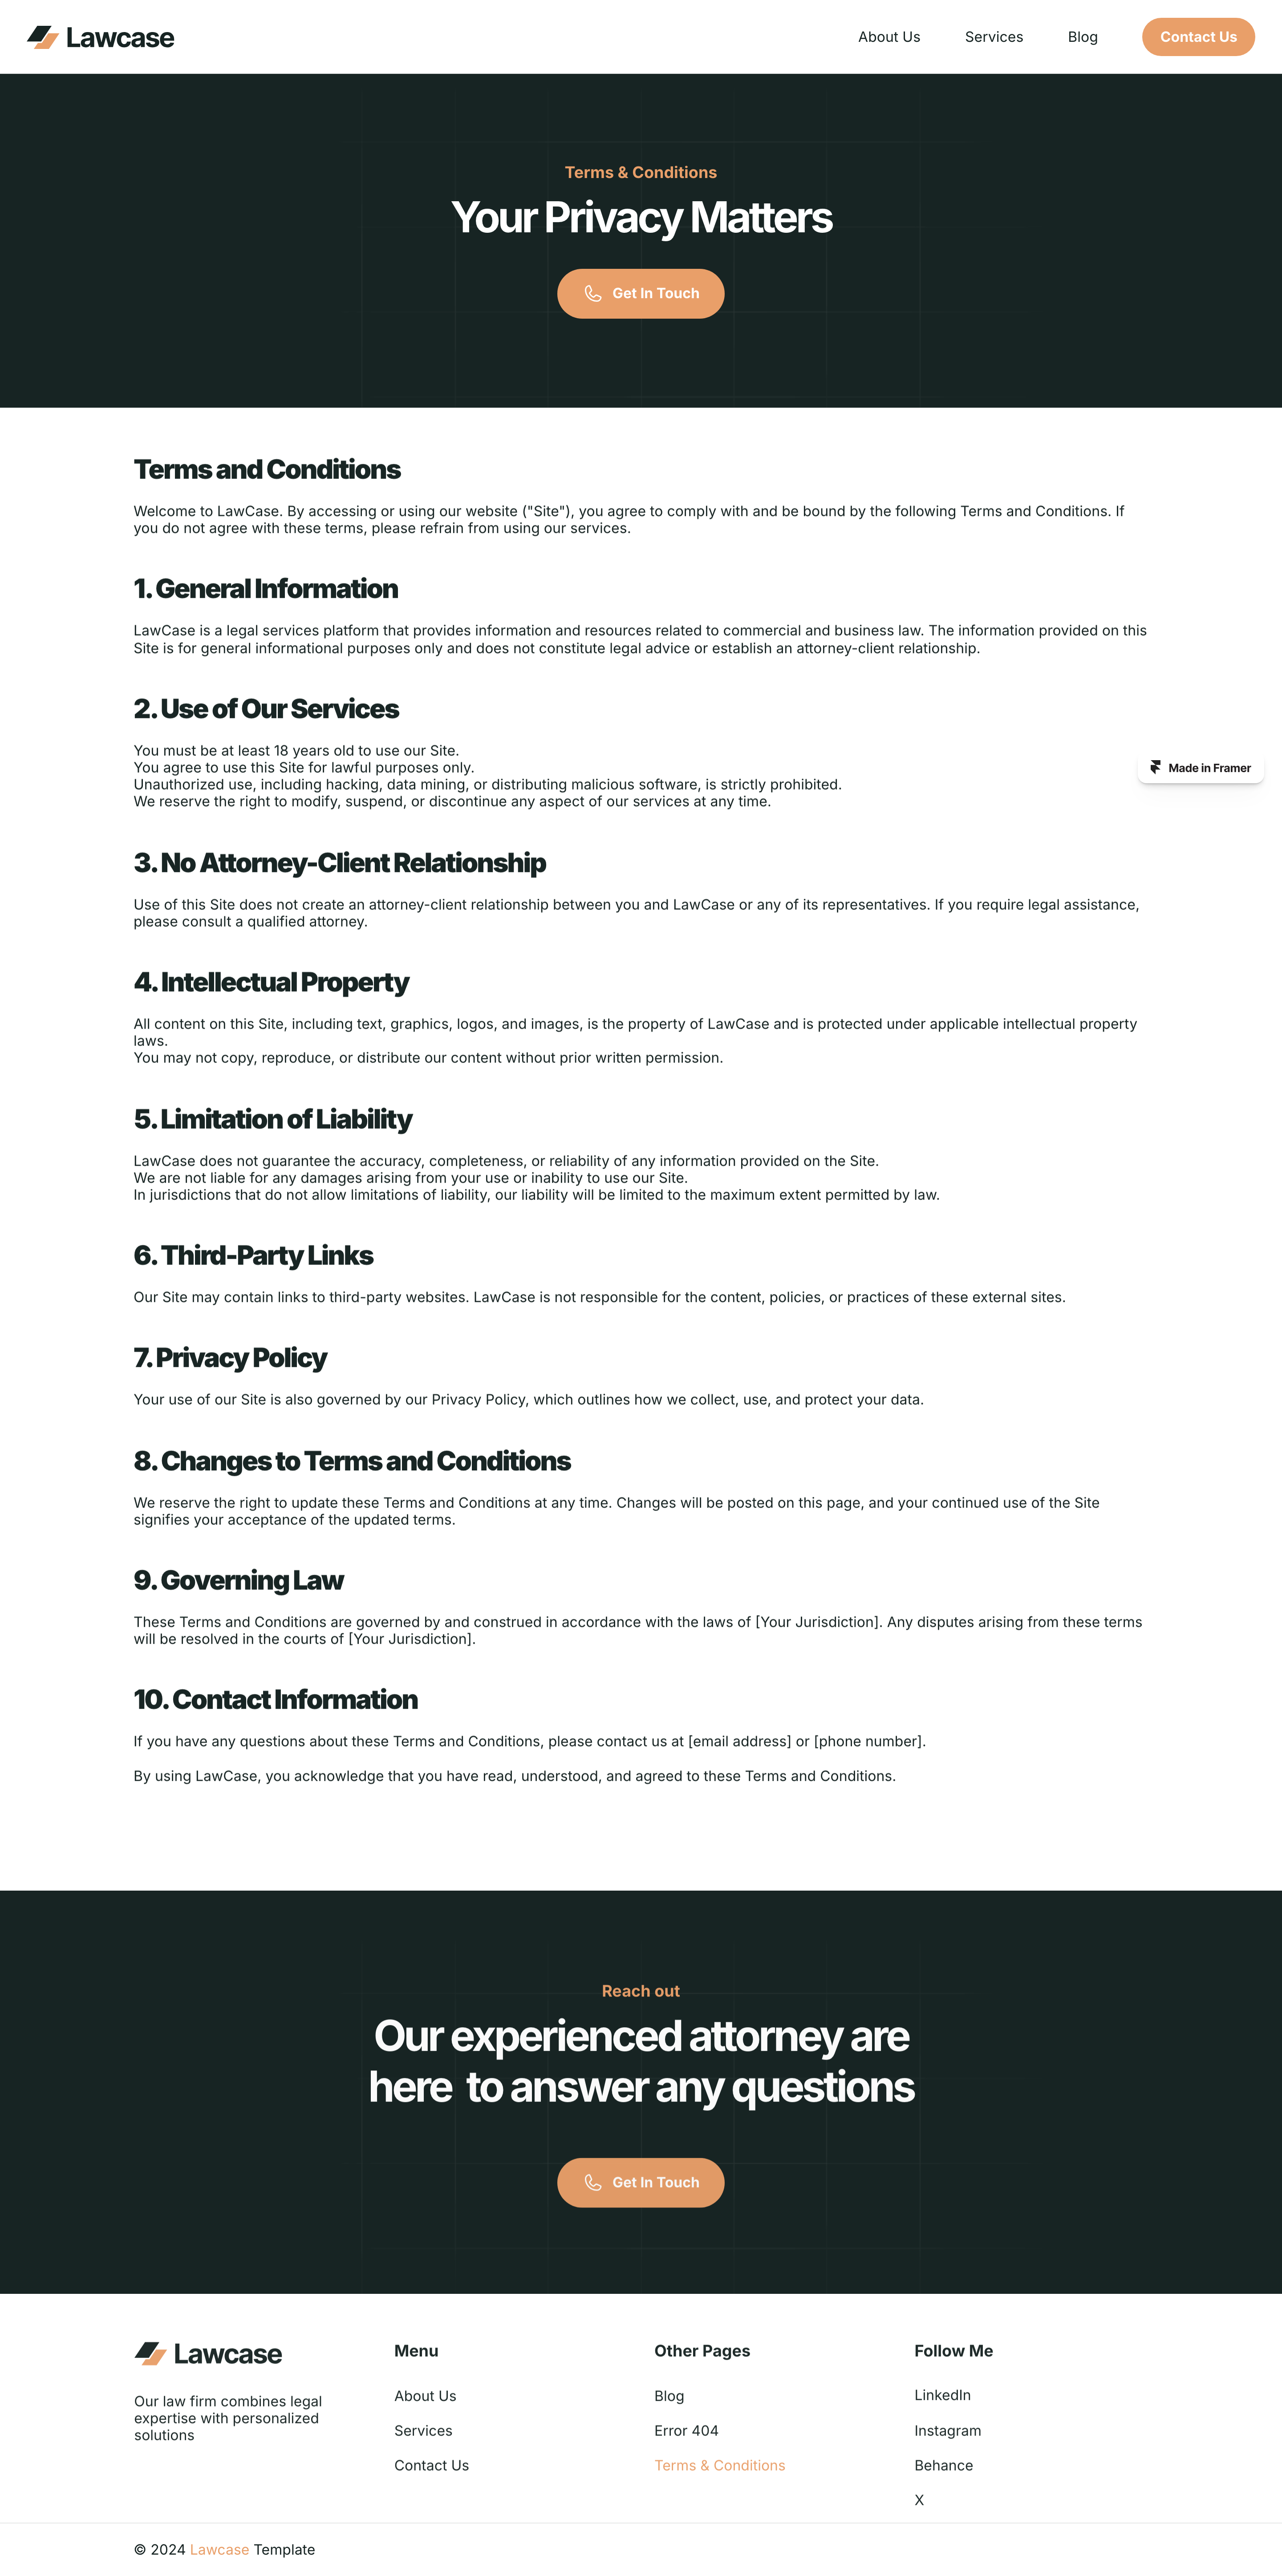 Lawcase
About Us
Services
Blog
Contact Us
Terms & Conditions
Your Privacy Matters
Get In Touch
Terms and Conditions
Welcome to LawCase. By accessing or using our website ("Site"), you agree to comply with and be bound by the following Terms and Conditions. If
you do not agree with these terms, please refrain from using our services.
1. General Information
LawCase is a legal services platform that provides information and resources related to commercial and business law. The information provided on this
Site is for general informational purposes only and does not constitute legal advice or establish an attorney-client relationship.
2. Use of Our Services
You must be at least 18 years old to use our Site.
You agree to use this Site for lawful purposes only.
Unauthorized use, including hacking, data mining, or distributing malicious software, is strictly prohibited.
We reserve the right to modify, suspend, or discontinue any aspect of our services at any time.
Made in Framer
3. No Attorney-Client Relationship
Use of this Site does not create an attorney-client relationship between you and LawCase or any of its representatives. If you require legal assistance,
please consult a qualified attorney.
4. Intellectual Property
All content on this Site, including text, graphics, logos, and images, is the property of LawCase and is protected under applicable intellectual property
laws.
You may not copy, reproduce, or distribute our content without prior written permission.
5. Limitation of Liability
LawCase does not guarantee the accuracy, completeness, or reliability of any information provided on the Site.
We are not liable for any damages arising from your use or inability to use our Site.
In jurisdictions that do not allow limitations of liability, our liability will be limited to the maximum extent permitted by law.
6. Third-Party Links
Our Site may contain links to third-party websites. LawCase is not responsible for the content, policies, or practices of these external sites.
7. Privacy Policy
Your use of our Site is also governed by our Privacy Policy, which outlines how we collect, use, and protect your data.
8. Changes to Terms and Conditions
We reserve the right to update these Terms and Conditions at any time. Changes will be posted on this page, and your continued use of the Site
signifies your acceptance of the updated terms.
9. Governing Law
These Terms and Conditions are governed by and construed in accordance with the laws of [Your Jurisdiction]. Any disputes arising from these terms
will be resolved in the courts of [Your Jurisdiction].
10. Contact Information
If you have any questions about these Terms and Conditions, please contact us at [email address] or [phone number].
By using LawCase, you acknowledge that you have read, understood, and agreed to these Terms and Conditions.
Reach out
Our experienced attorney are
here to answer any questions
Get In Touch
Lawcase
Our law firm combines legal
expertise with personalized
solutions
Menu
About Us
Services
Contact Us
Other Pages
Blog
Error 404
Terms & Conditions
Follow Me
LinkedIn
Instagram
Behance
X
© 2024 Lawcase Template